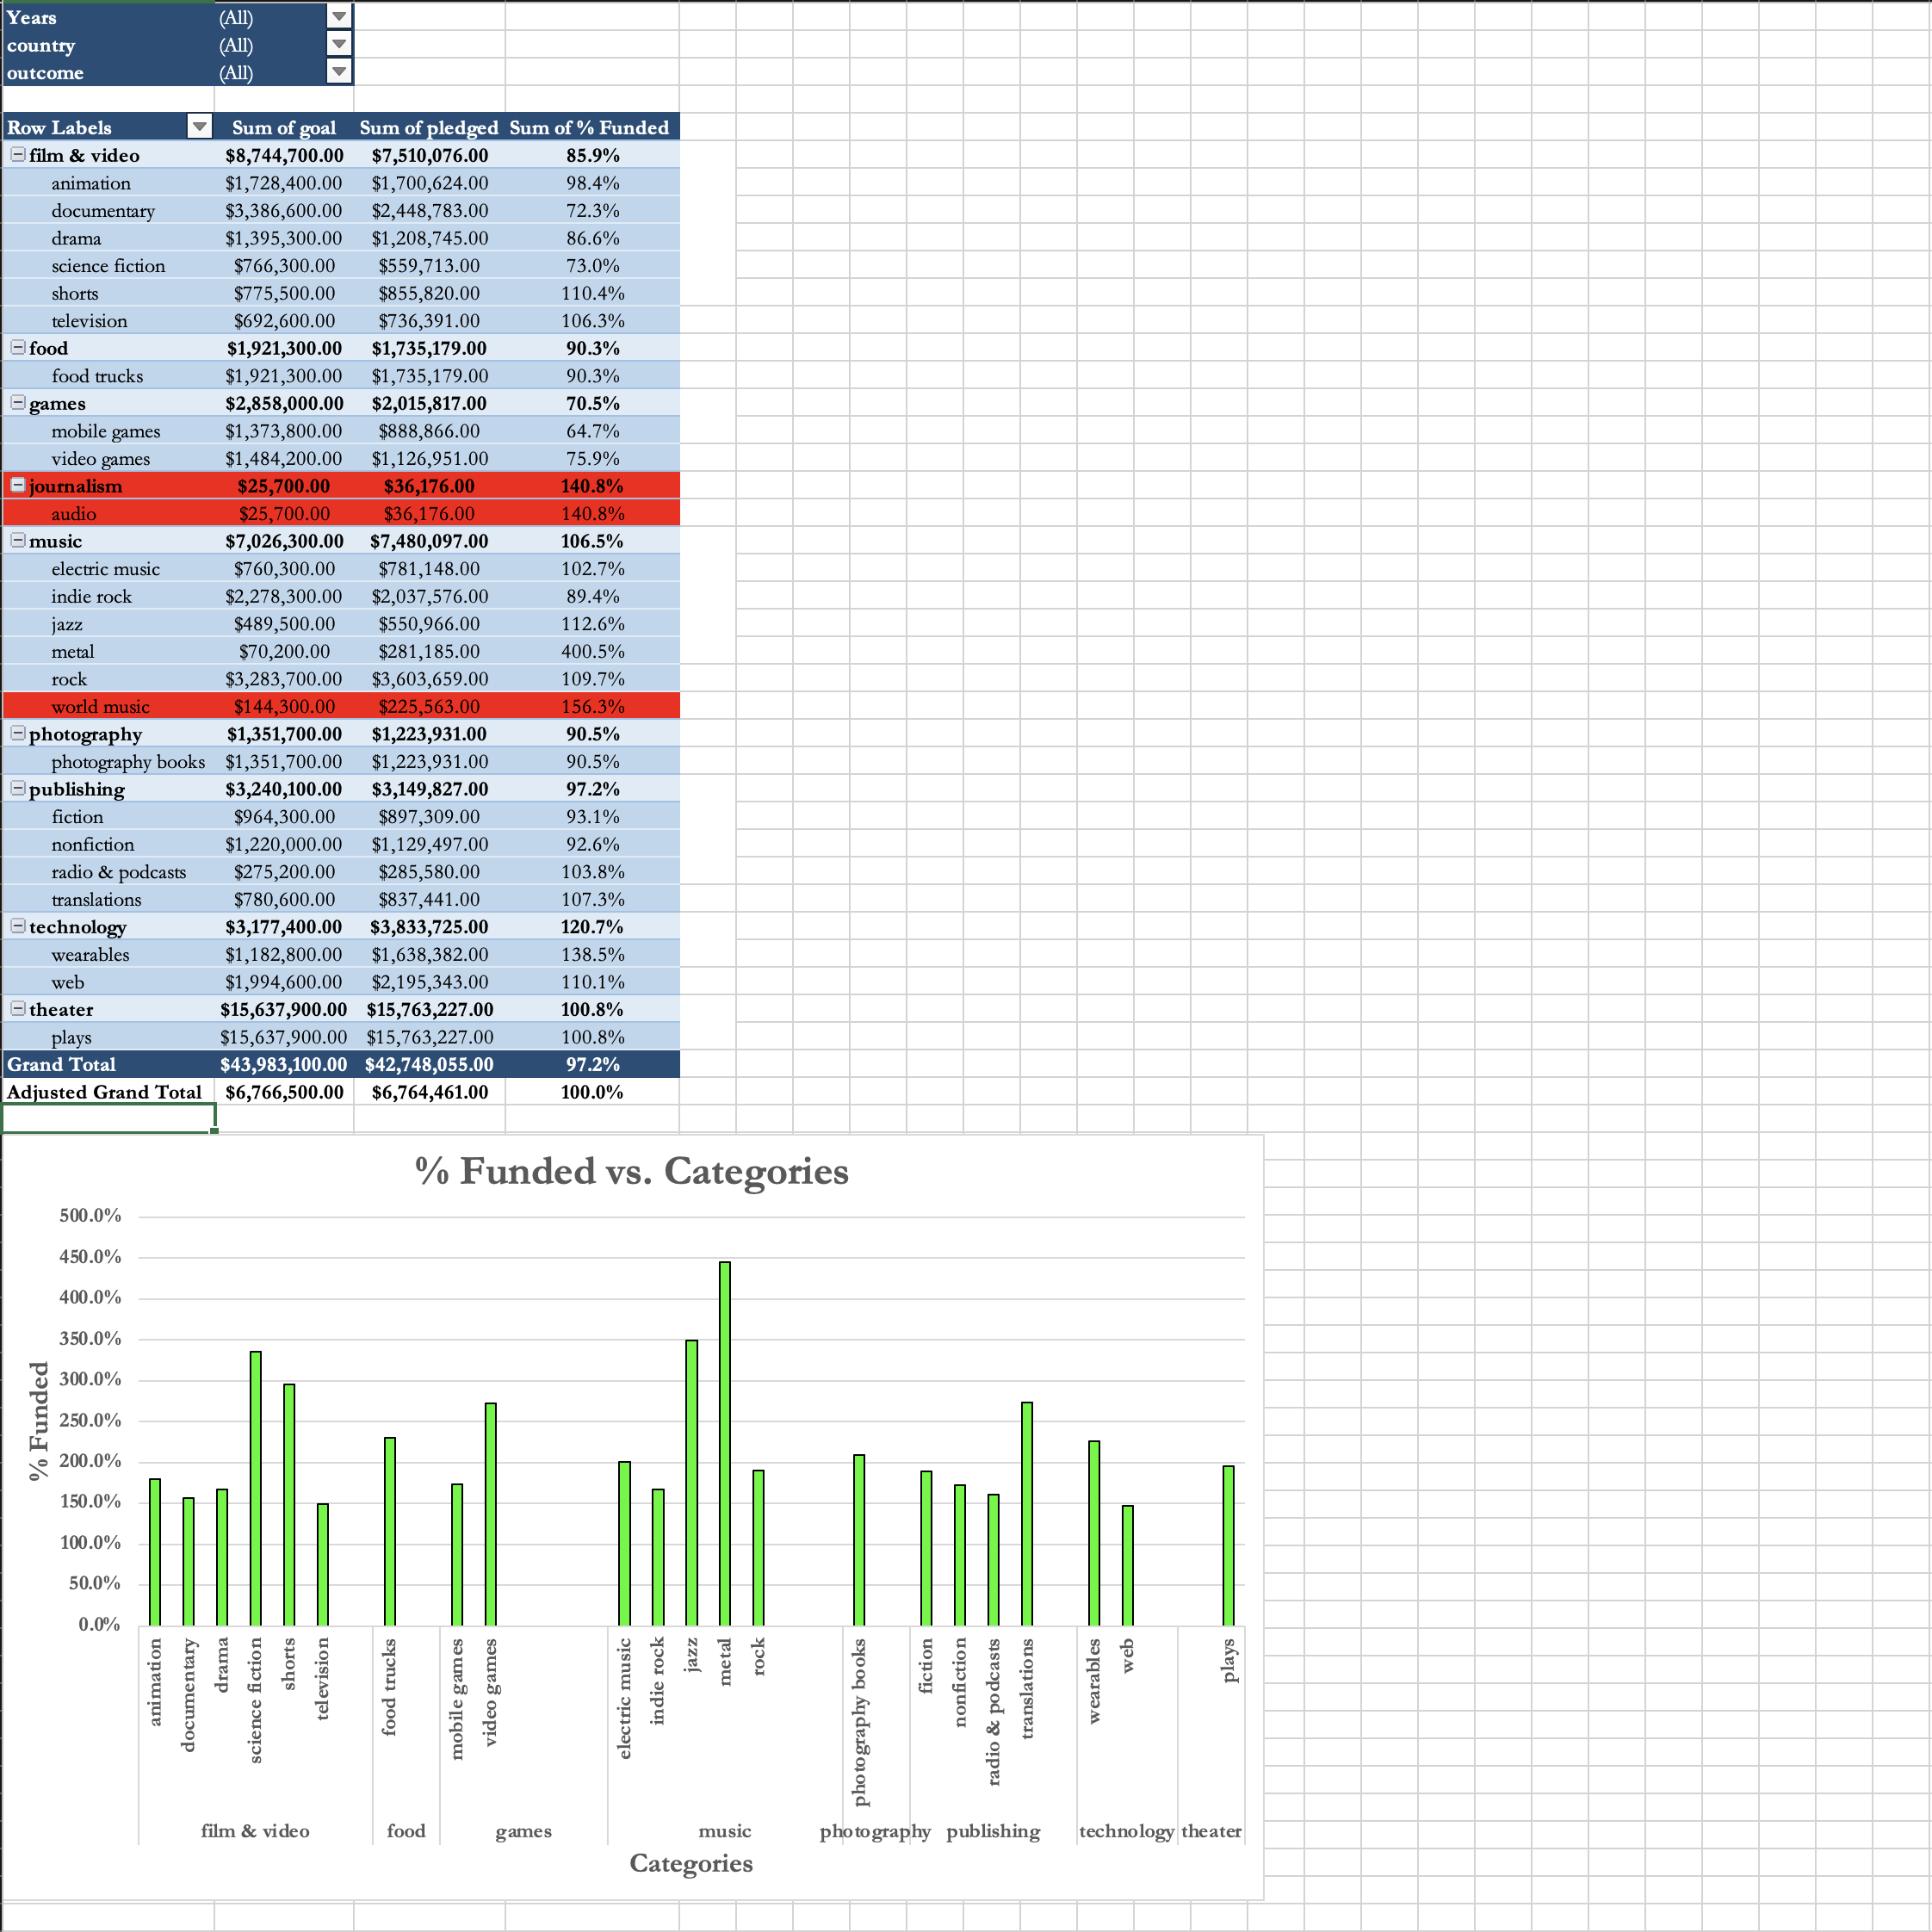 Years (All)
country (All)
outcome (All)
Row Labels Sum of goal Sum of pledged Sum of % Funded
film & video $8,744,700.00 $7,510,076.00 85.9%
animation $1,728,400.00 $1,700,624.00 98.4%
documentary $3,386,600.00 $2,448,783.00 72.3%
drama $1,395,300.00 $1,208,745.00 86.6%
science fiction $766,300.00 $559,713.00 73.0%
shorts $775,500.00 $855,820.00 110.4%
television $692,600.00 $736,391.00 106.3%
food $1,921,300.00 $1,735,179.00 90.3%
food trucks $1,921,300.00 $1,735,179.00 90.3%
games $2,858,000.00 $2,015,817.00 70.5%
mobile games $1,373,800.00 $888,866.00 64.7%
video games $1,484,200.00 $1,126,951.00 75.9%
journalism $25,700.00 $36,176.00 140.8%
audio $25,700.00 $36,176.00 140.8%
music $7,026,300.00 $7,480,097.00 106.5%
electric music $760,300.00 $781,148.00 102.7%
indie rock $2,278,300.00 $2,037,576.00 89.4%
jazz $489,500.00 $550,966.00 112.6%
metal $70,200.00 $281,185.00 400.5%
rock $3,283,700.00 $3,603,659.00 109.7%
world music $144,300.00 $225,563.00 156.3%
photography $1,351,700.00 $1,223,931.00 90.5%
photography books $1,351,700.00 $1,223,931.00 90.5%
publishing $3,240,100.00 $3,149,827.00 97.2%
fiction $964,300.00 $897,309.00 93.1%
nonfiction $1,220,000.00 $1,129,497.00 92.6%
radio & podcasts $275,200.00 $285,580.00 103.8%
translations $780,600.00 $837,441.00 107.3%
technology $3,177,400.00 $3,833,725.00 120.7%
wearables $1,182,800.00 $1,638,382.00 138.5%
web $1,994,600.00 $2,195,343.00 110.1%
theater $15,637,900.00 $15,763,227.00 100.8%
plays $15,637,900.00 $15,763,227.00 100.8%
Grand Total $43,983,100.00 $42,748,055.00 97.2%
Adjusted Grand Total $6,766,500.00 $6,764,461.00 100.0%
% Funded vs. Categories
500.0%
450.0%
400.0%
350.0%
300.0%
250.0%
200.0%
150.0%
100.0%
50.0%
0.0%
% Funded
animation
documentary
drama
science fiction
shorts
television
food trucks
mobile games
video games
electric music
indie rock
jazz
metal
rock
photography books
fiction
nonfiction
radio & podcasts
translations
wearables
web
plays
film & video food games music photography publishing technology theater
Categories